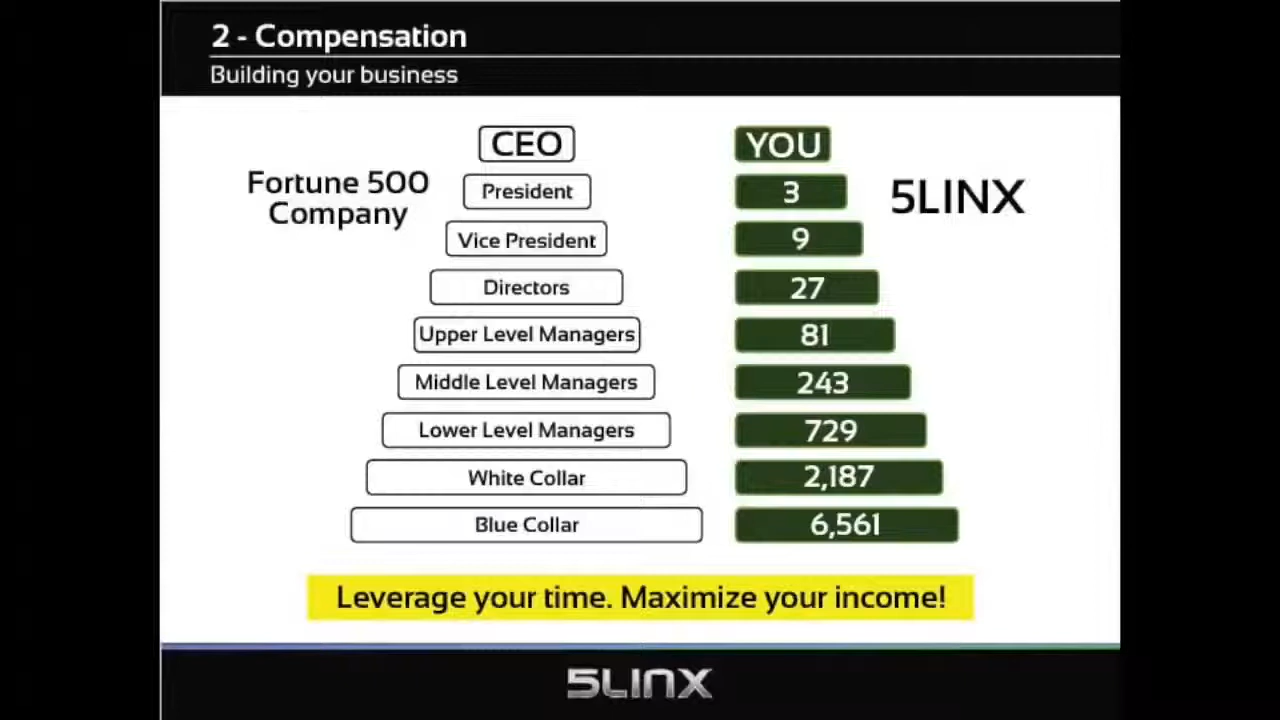 2 - Compensation
Building your business
CEO
YOU
Fortune 500
Company
President
3
5LINX
Vice President
9
Directors
27
Upper Level Managers
81
Middle Level Managers
243
Lower Level Managers
729
White Collar
2,187
Blue Collar
6,561
Leverage your time. Maximize your income!
5LINX